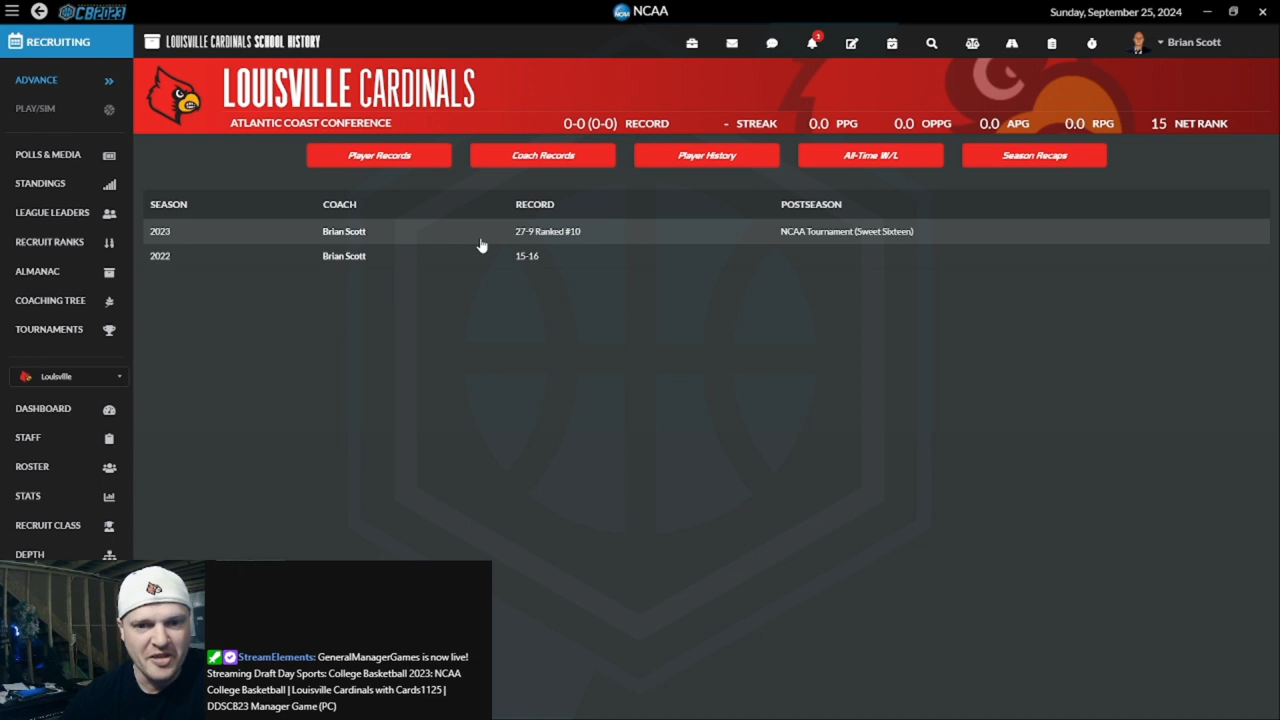 CB2023
NCAA
Sunday, September 25, 2024
RECRUITING
LOUISVILLE CARDINALS SCHOOL HISTORY
1
Brian Scott
ADVANCE
PLAY/SIM
LOUISVILLE CARDINALS
ATLANTIC COAST CONFERENCE
0-0 (0-0) RECORD
- STREAK
0.0 PPG
0.0 OPPG
0.0 APG
0.0 RPG
15 NET RANK
Player Records
Coach Records
Player History
All-Time W/L
Season Recaps
POLLS & MEDIA
STANDINGS
LEAGUE LEADERS
RECRUIT RANKS
ALMANAC
COACHING TREE
TOURNAMENTS
SEASON COACH RECORD POSTSEASON
2023 Brian Scott 27-9 Ranked #10 NCAA Tournament (Sweet Sixteen)
2022 Brian Scott 15-16
Louisville
DASHBOARD
STAFF
ROSTER
STATS
RECRUIT CLASS
DEPTH
StreamElements: GeneralManagerGames is now live!
Streaming Draft Day Sports: College Basketball 2023: NCAA
College Basketball | Louisville Cardinals with Cards1125 |
DDSCB23 Manager Game (PC)